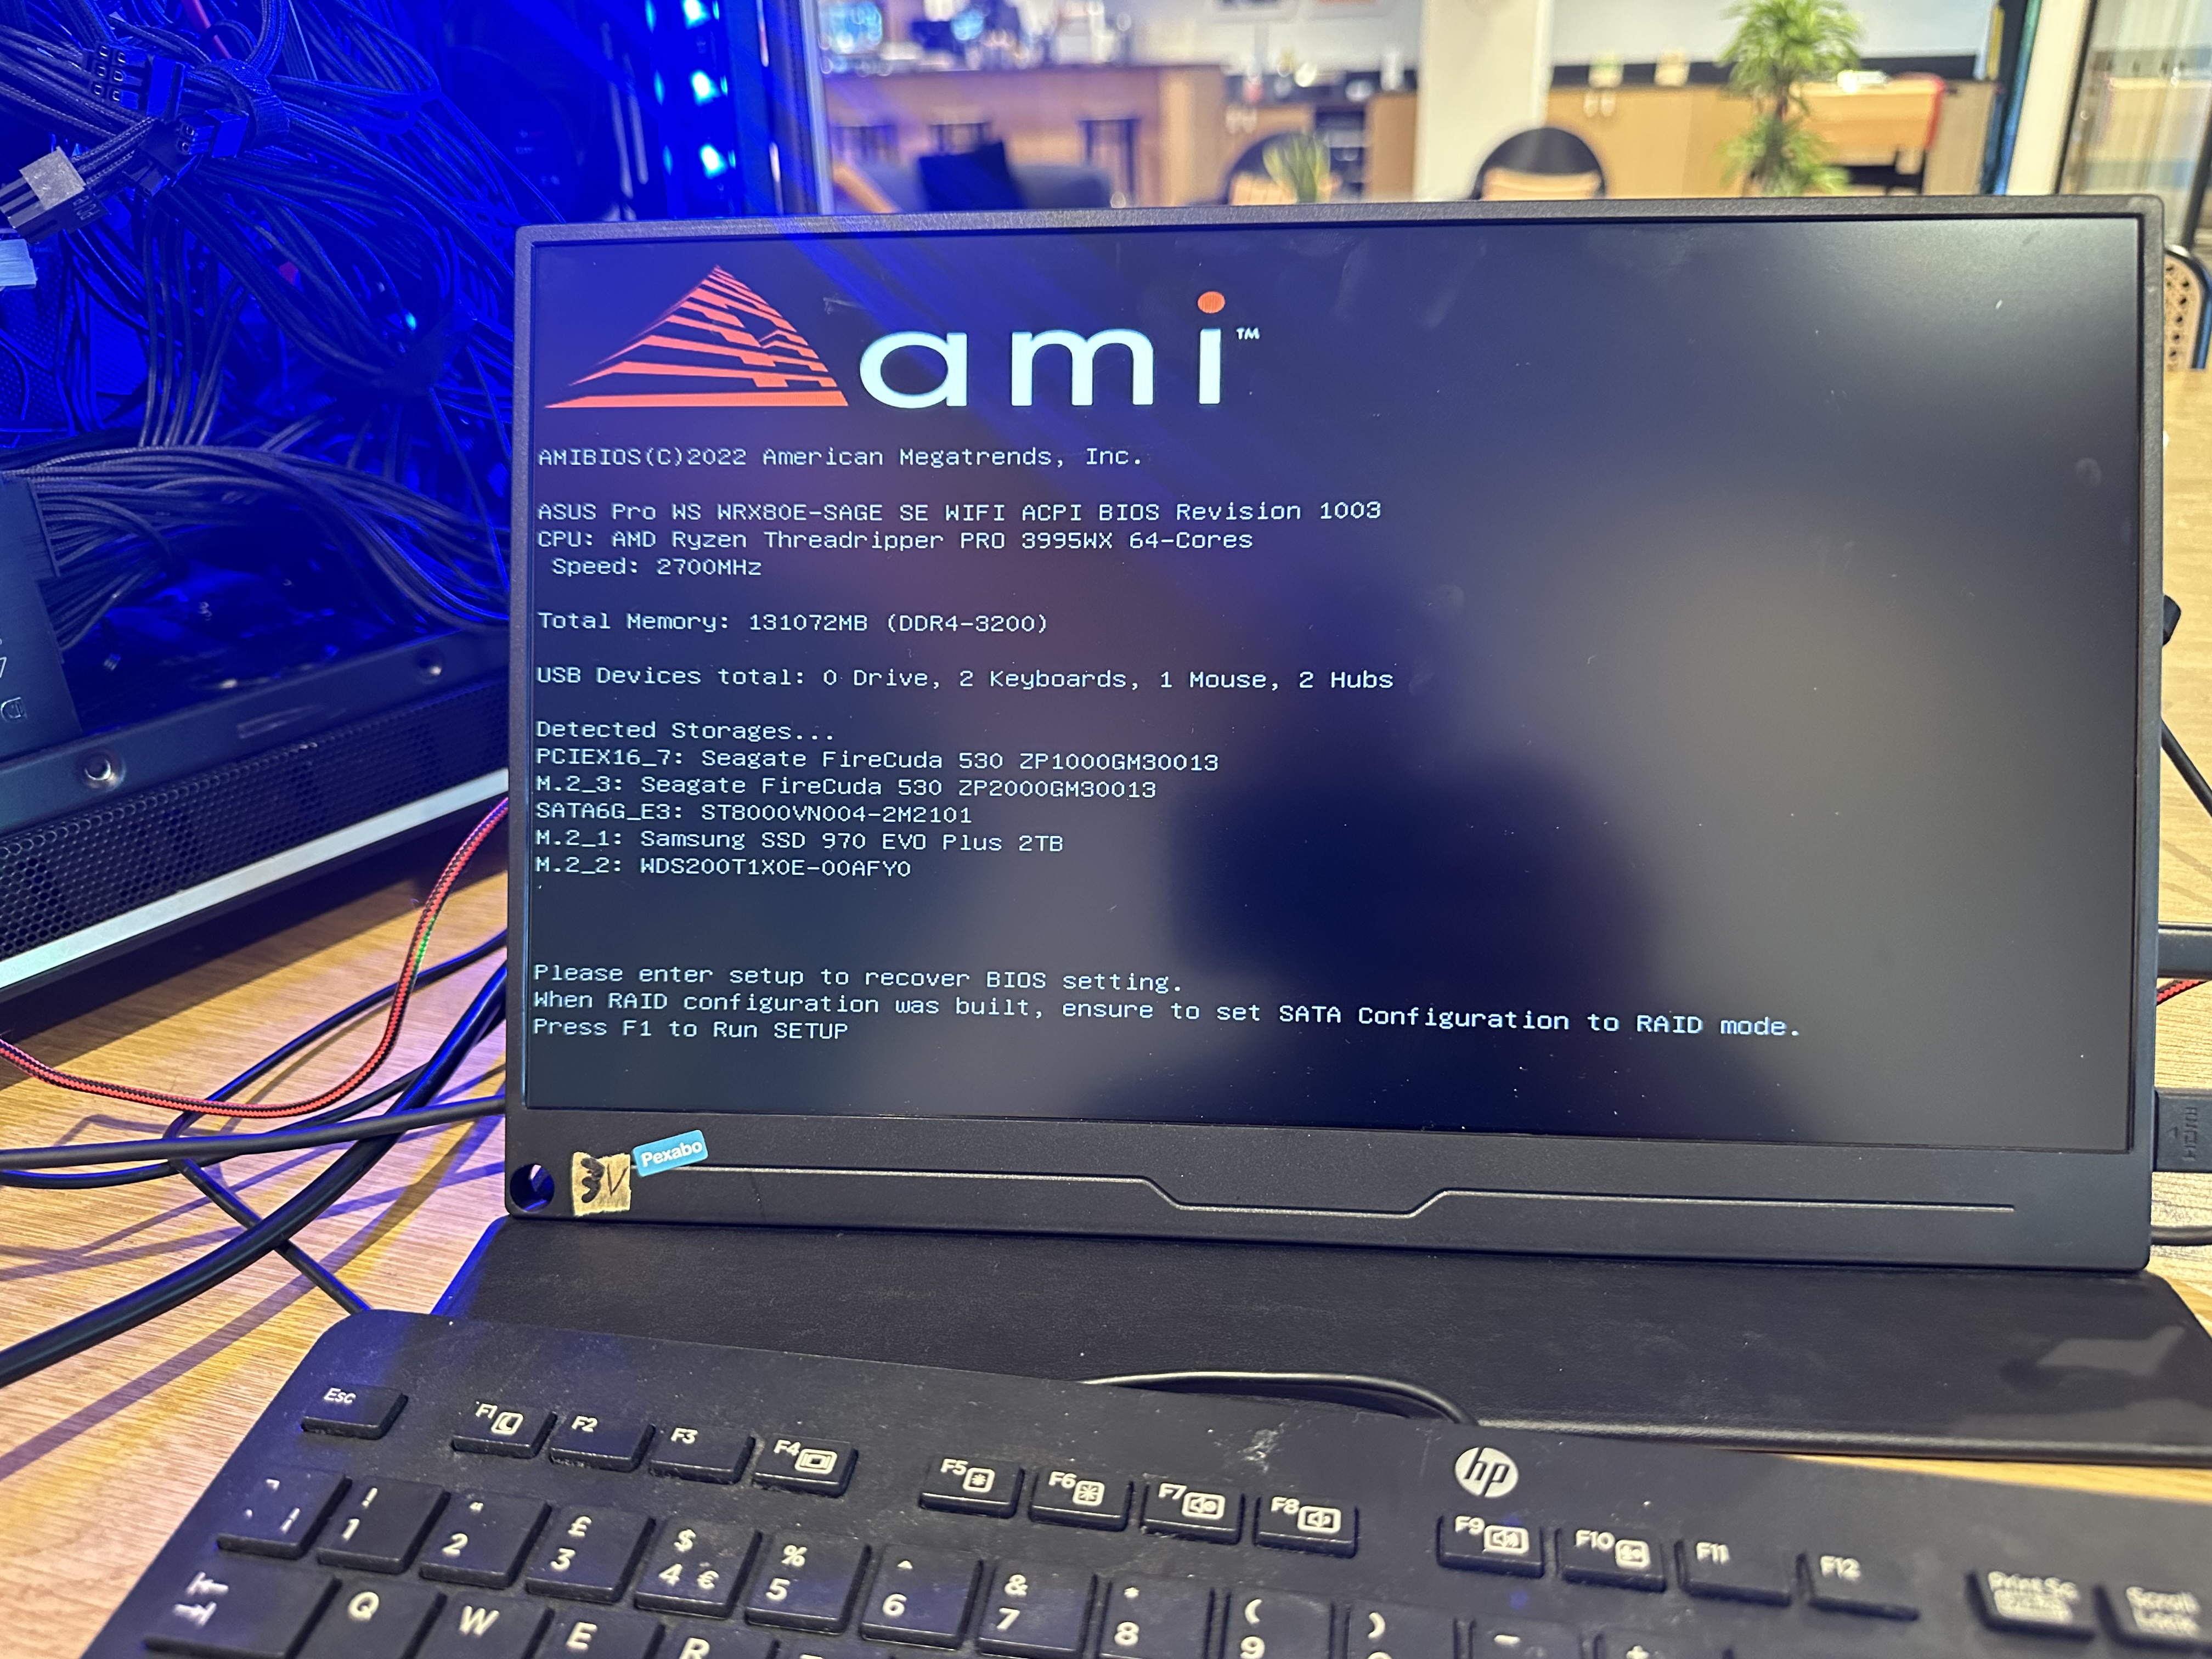 ami™
AMIBIOS(C)2022 American Megatrends, Inc.
ASUS Pro WS WRX80E-SAGE SE WIFI ACPI BIOS Revision 1003
CPU: AMD Ryzen Threadripper PRO 3995WX 64-Cores
Speed: 2700MHz
Total Memory: 131072MB (DDR4-3200)
USB Devices total: 0 Drive, 2 Keyboards, 1 Mouse, 2 Hubs
Detected Storages...
PCIEX16_7: Seagate FireCuda 530 ZP1000GM30013
M.2_3: Seagate FireCuda 530 ZP2000GM30013
SATA6G_E3: ST8000VN004-2M2101
M.2_1: Samsung SSD 970 EVO Plus 2TB
M.2_2: WDS200T1X0E-00AFY0
Please enter setup to recover BIOS setting.
When RAID configuration was built, ensure to set SATA Configuration to RAID mode.
Press F1 to Run SETUP
Pexabo
HDMI
hp
Esc F1 F2 F3 F4 F5 F6 F7 F8 F9 F10 F11 F12 Print Sc Scroll Lock
! " £ $ % ^ & * ( )
1 2 3 4 € 5 6 7 8 9
Q W E R